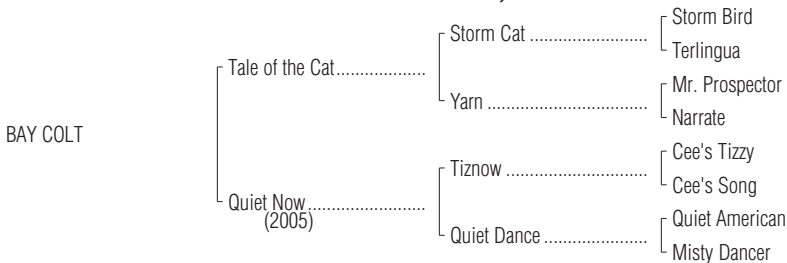 Storm Bird
Storm Cat ..........................
Terlingua
Tale of the Cat...................
Mr. Prospector
Yarn ..................................
Narrate
BAY COLT
Cee's Tizzy
Tiznow ..............................
Cee's Song
Quiet Now.........................
(2005)
Quiet American
Quiet Dance ......................
Misty Dancer